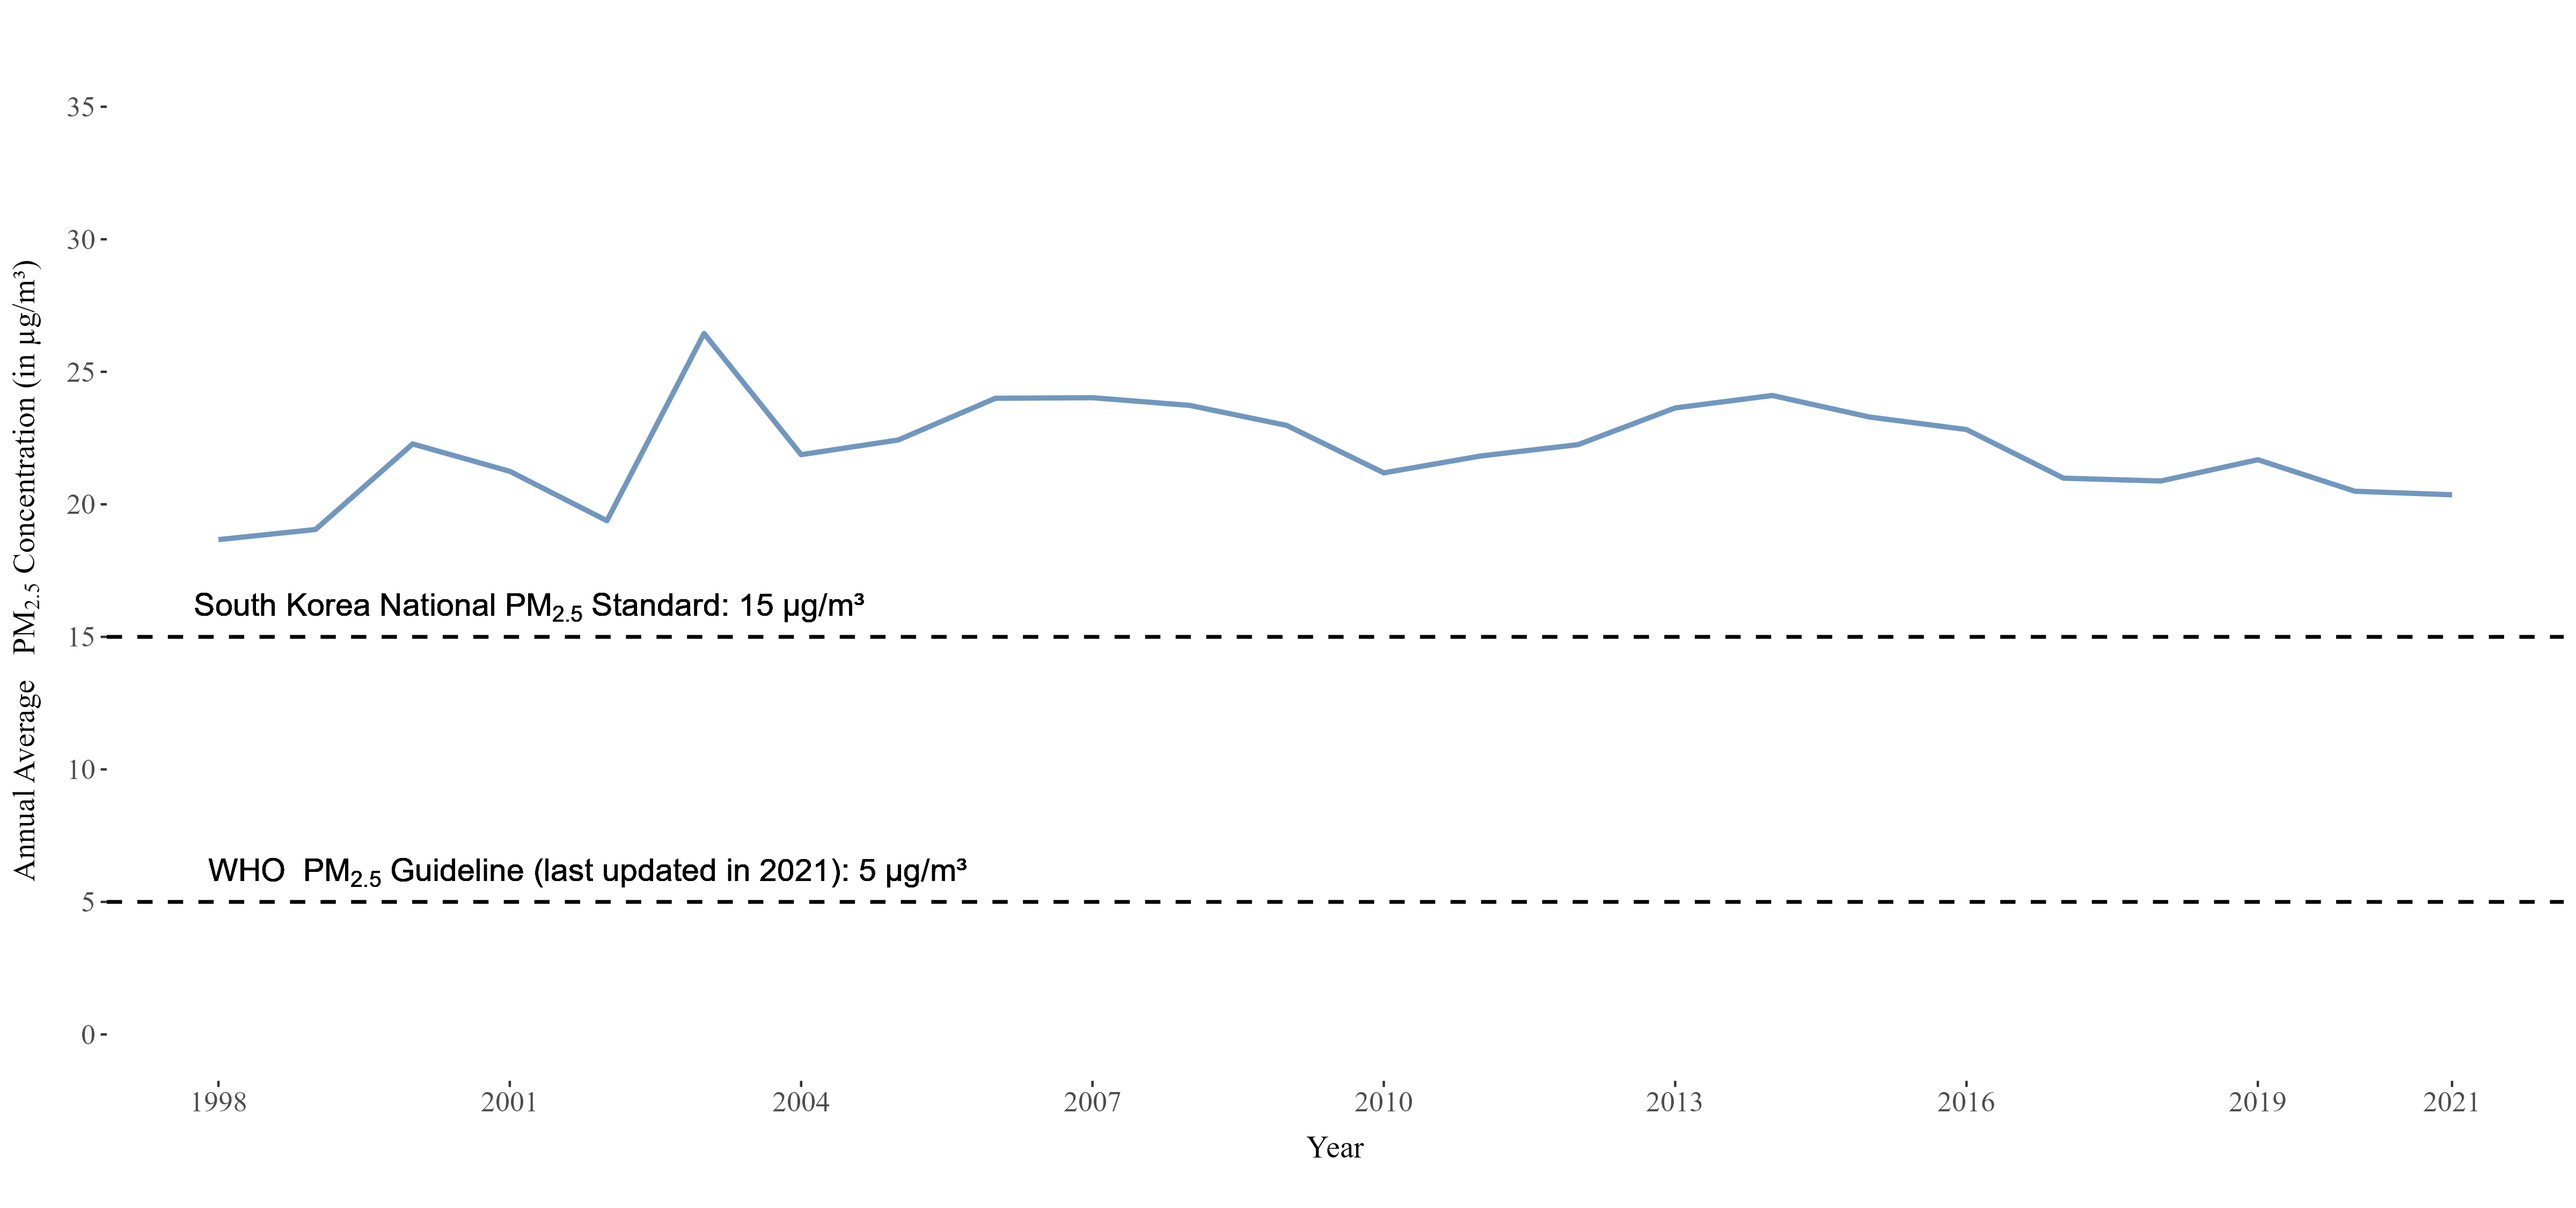 35
30
25
20
15
10
5
0
Annual Average PM2.5 Concentration (in µg/m³)
South Korea National PM2.5 Standard: 15 µg/m³
WHO PM2.5 Guideline (last updated in 2021): 5 µg/m³
1998 2001 2004 2007 2010 2013 2016 2019 2021
Year